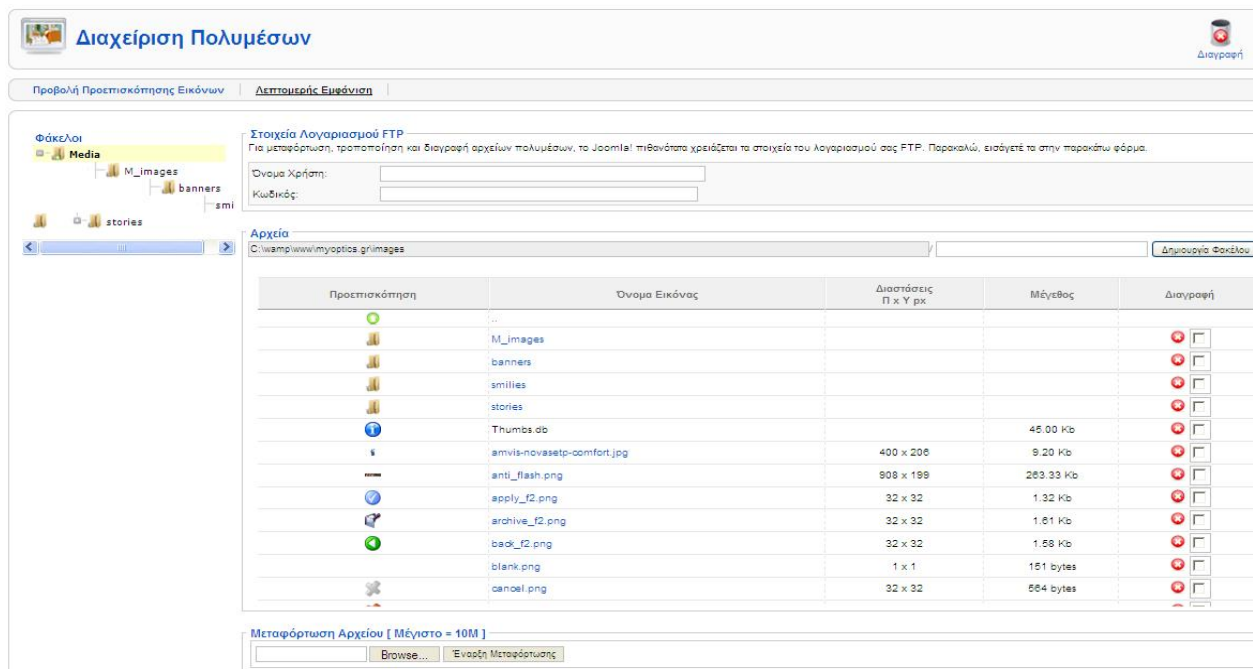 Διαχείριση Πολυμέσων
Διαγραφή
Προβολή Προεπισκόπησης Εικόνων
Λεπτομερής Εμφάνιση
Φάκελοι
Media
M_images
banners
smi
stories
Στοιχεία Λογαριασμού FTP
Για μεταφόρτωση, τροποποίηση και διαγραφή αρχείων πολυμέσων, το Joomla! πιθανότατα χρειάζεται τα στοιχεία του λογαριασμού σας FTP. Παρακαλώ, εισάγετέ τα στην παρακάτω φόρμα.
Όνομα Χρήστη:
Κωδικός:
Αρχεία
C:\wamp\www\myoptics.gr\images / Δημιουργία Φακέλου
Προεπισκόπηση Όνομα Εικόνας Διαστάσεις Π x Υ px Μέγεθος Διαγραφή
..
M_images
banners
smilies
stories
Thumbs.db 45.00 Kb
amvis-novasetp-comfort.jpg 400 x 206 9.20 Kb
anti_flash.png 908 x 199 263.33 Kb
apply_f2.png 32 x 32 1.32 Kb
archive_f2.png 32 x 32 1.61 Kb
back_f2.png 32 x 32 1.58 Kb
blank.png 1 x 1 151 bytes
cancel.png 32 x 32 564 bytes
Μεταφόρτωση Αρχείου [ Μέγιστο = 10M ]
Browse... Έναρξη Μεταφόρτωσης